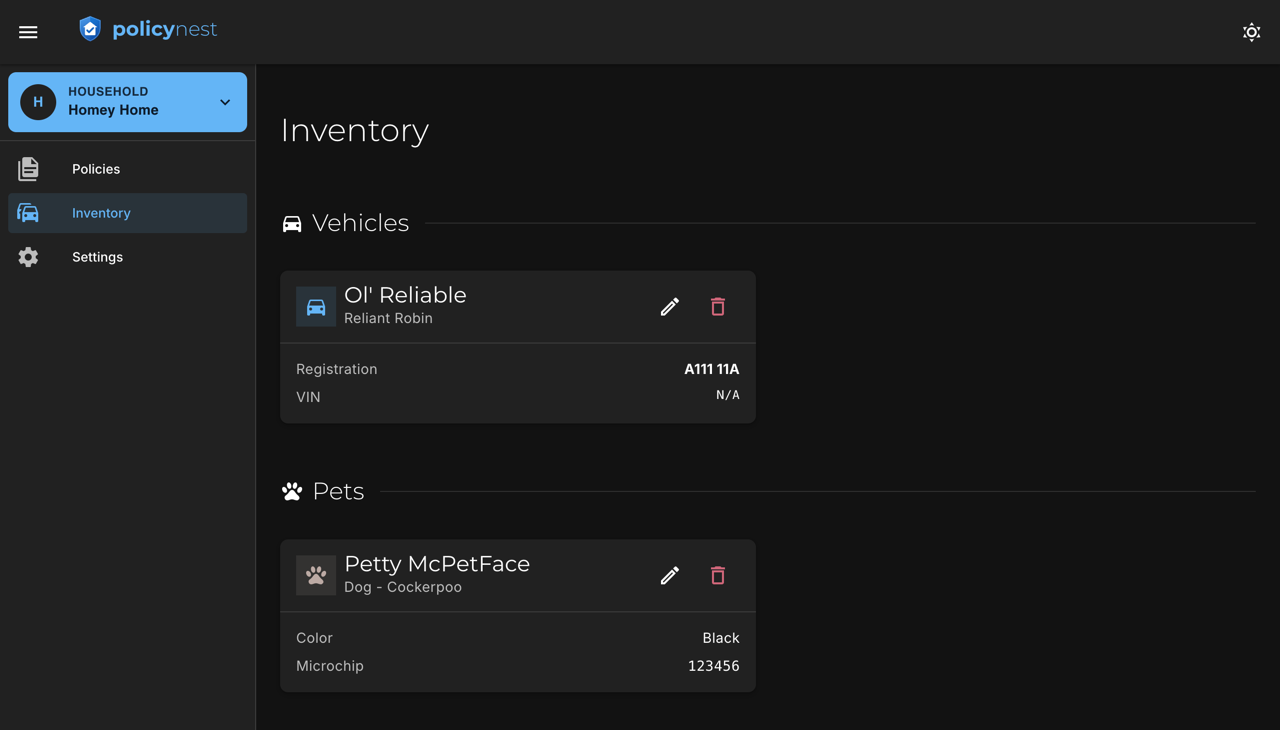 policynest
H
HOUSEHOLD
Homey Home
Policies
Inventory
Settings
Inventory
Vehicles
Ol' Reliable
Reliant Robin
Registration A111 11A
VIN N/A
Pets
Petty McPetFace
Dog - Cockerpoo
Color Black
Microchip 123456